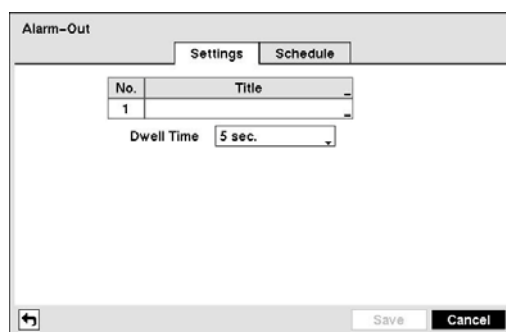 Alarm-Out
Settings Schedule
No. Title
1
Dwell Time 5 sec.
Save Cancel